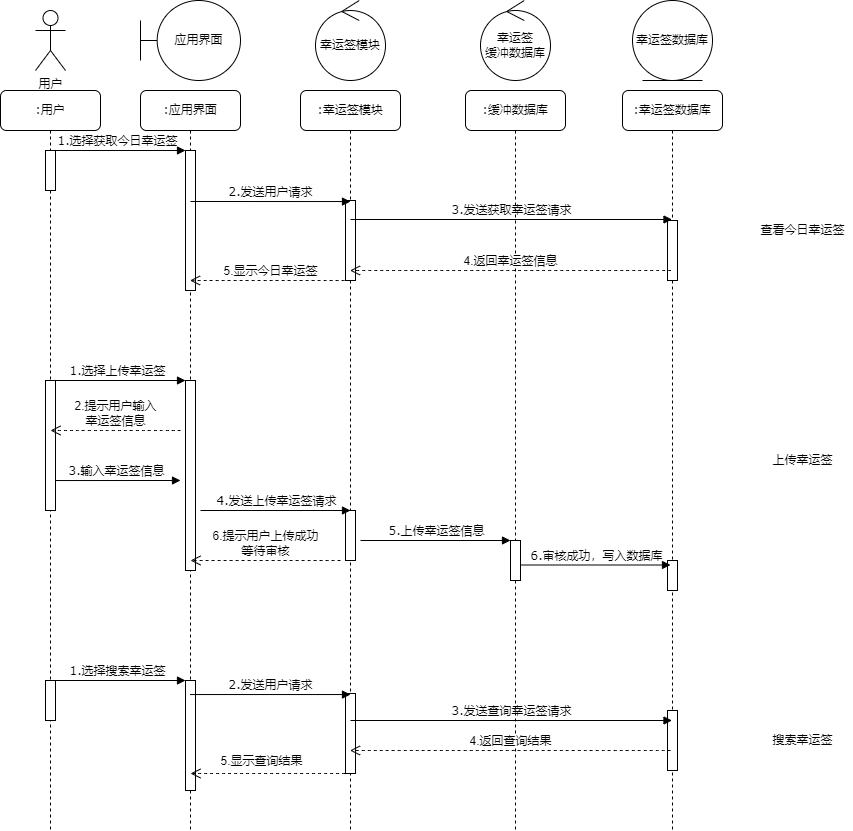 用户
应用界面
幸运签模块
幸运签
缓冲数据库
幸运签数据库
:用户
:应用界面
:幸运签模块
:缓冲数据库
:幸运签数据库
1.选择获取今日幸运签
2.发送用户请求
3.发送获取幸运签请求
查看今日幸运签
4.返回幸运签信息
5.显示今日幸运签
1.选择上传幸运签
2.提示用户输入
幸运签信息
上传幸运签
3.输入幸运签信息
4.发送上传幸运签请求
5.上传幸运签信息
6.提示用户上传成功
等待审核
6.审核成功，写入数据库
1.选择搜索幸运签
2.发送用户请求
3.发送查询幸运签请求
4.返回查询结果
搜索幸运签
5.显示查询结果